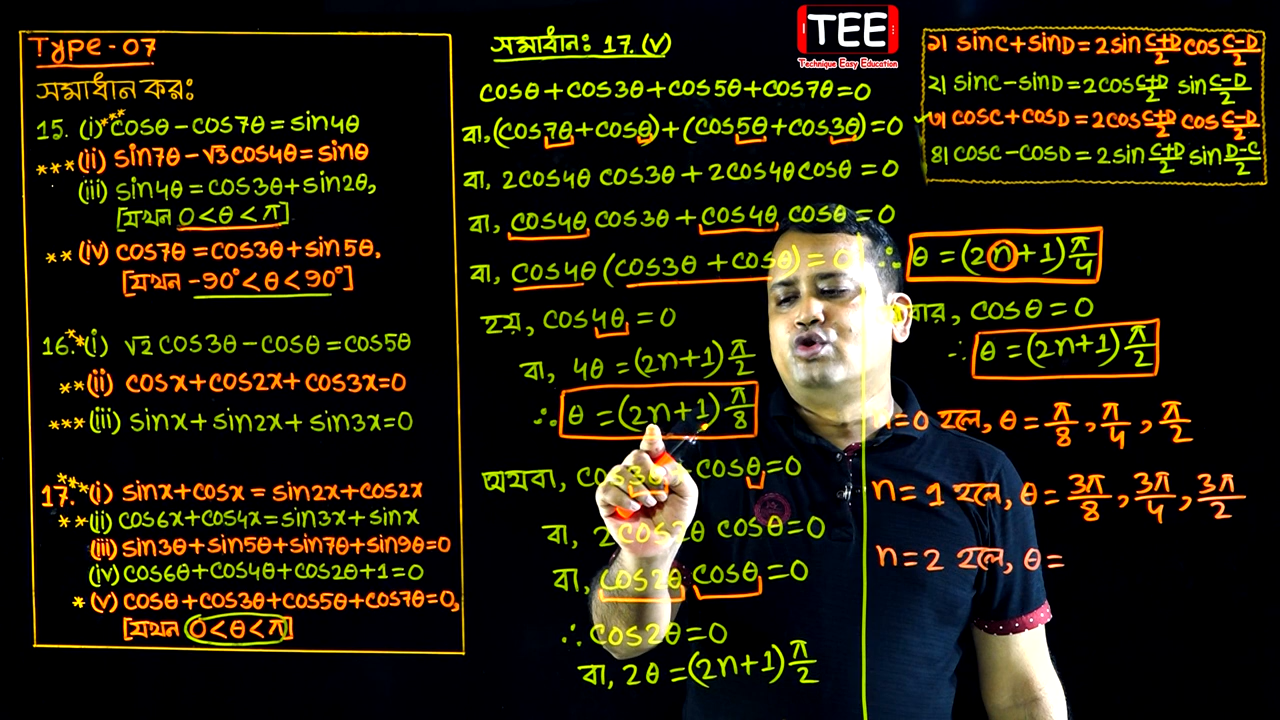 Type-07
সমাধান কর:
15. (i)*** cosθ-cos7θ=sin4θ
*** (ii) sin7θ-√3cos4θ=sinθ
(iii) sin4θ=cos3θ+sin2θ,
[যখন 0<θ<π]
** (iv) cos7θ=cos3θ+sin5θ,
[যখন -90°<θ<90°]
16.** (i) √2 cos3θ-cosθ=cos5θ
** (ii) cosx+cos2x+cos3x=0
*** (iii) sinx+sin2x+sin3x=0
17.*** (i) sinx+cosx=sin2x+cos2x
** (ii) cos6x+cos4x=sin3x+sinx
(iii) sin3θ+sin5θ+sin7θ+sin9θ=0
(iv) cos6θ+cos4θ+cos2θ+1=0
* (v) cosθ+cos3θ+cos5θ+cos7θ=0,
[যখন 0<θ<π]
সমাধান: 17. (v)
cosθ+cos3θ+cos5θ+cos7θ=0
বা, (cos7θ+cosθ)+(cos5θ+cos3θ)=0
বা, 2cos4θ cos3θ+2cos4θcosθ=0
বা, cos4θ cos3θ+cos4θ cosθ=0
বা, cos4θ (cos3θ+cosθ)=0
হয়, cos4θ=0
বা, 4θ=(2n+1)π/2
∴ θ=(2n+1)π/8
অথবা, cos3θ+cosθ=0
বা, 2cos2θ cosθ=0
বা, cos2θ cosθ=0
∴ cos2θ=0
বা, 2θ=(2n+1)π/2
TEE
Technique Easy Education
১। sinC+sinD=2sin C+D/2 cos C-D/2
২। sinC-sinD=2cos C+D/2 sin C-D/2
৩। cosC+cosD=2cos C+D/2 cos C-D/2
৪। cosC-cosD=2sin C+D/2 sin D-C/2
∴ θ=(2n+1)π/4
cosθ=0
∴ θ=(2n+1)π/2
n=0 হলে, θ=π/8, π/4, π/2
n=1 হলে, θ=3π/8, 3π/4, 3π/2
n=2 হলে, θ=